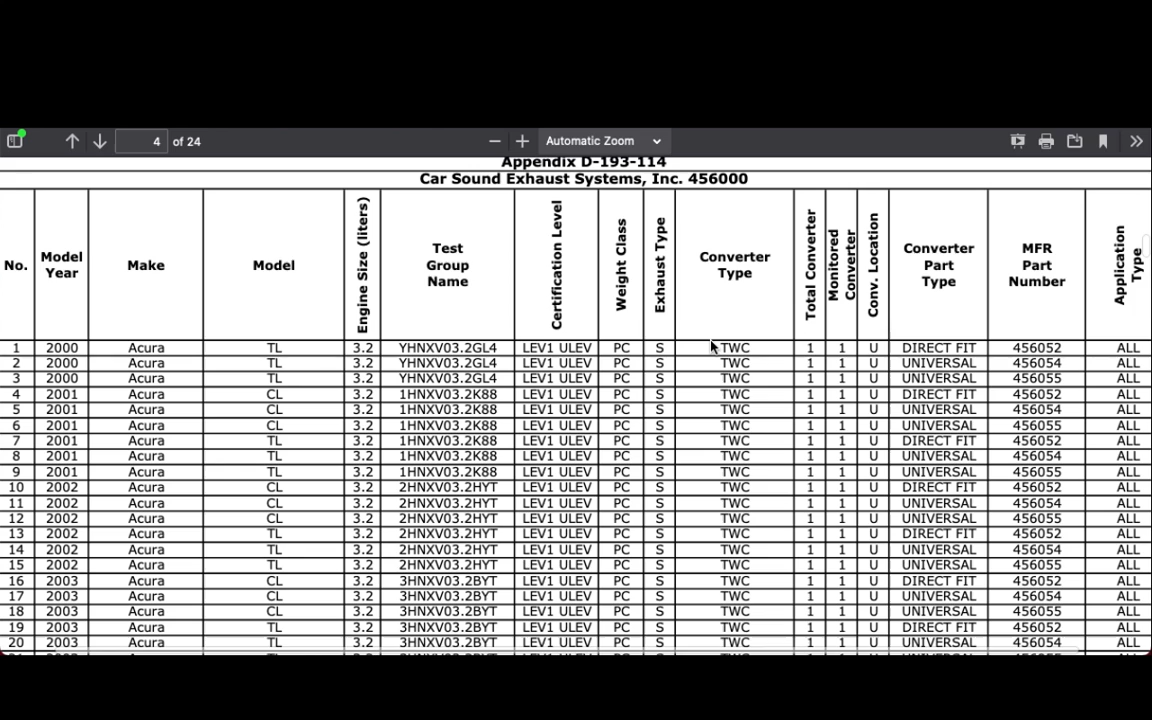 4 of 24 Automatic Zoom
Appendix D-193-114
Car Sound Exhaust Systems, Inc. 456000
No. Model Year Make Model Engine Size (liters) Test Group Name Certification Level Weight Class Exhaust Type Converter Type Total Converter Monitored Converter Conv. Location Converter Part Type MFR Part Number Application Type
1 2000 Acura TL 3.2 YHNXV03.2GL4 LEV1 ULEV PC S TWC 1 1 U DIRECT FIT 456052 ALL
2 2000 Acura TL 3.2 YHNXV03.2GL4 LEV1 ULEV PC S TWC 1 1 U UNIVERSAL 456054 ALL
3 2000 Acura TL 3.2 YHNXV03.2GL4 LEV1 ULEV PC S TWC 1 1 U UNIVERSAL 456055 ALL
4 2001 Acura CL 3.2 1HNXV03.2K88 LEV1 ULEV PC S TWC 1 1 U DIRECT FIT 456052 ALL
5 2001 Acura CL 3.2 1HNXV03.2K88 LEV1 ULEV PC S TWC 1 1 U UNIVERSAL 456054 ALL
6 2001 Acura CL 3.2 1HNXV03.2K88 LEV1 ULEV PC S TWC 1 1 U UNIVERSAL 456055 ALL
7 2001 Acura TL 3.2 1HNXV03.2K88 LEV1 ULEV PC S TWC 1 1 U DIRECT FIT 456052 ALL
8 2001 Acura TL 3.2 1HNXV03.2K88 LEV1 ULEV PC S TWC 1 1 U UNIVERSAL 456054 ALL
9 2001 Acura TL 3.2 1HNXV03.2K88 LEV1 ULEV PC S TWC 1 1 U UNIVERSAL 456055 ALL
10 2002 Acura CL 3.2 2HNXV03.2HYT LEV1 ULEV PC S TWC 1 1 U DIRECT FIT 456052 ALL
11 2002 Acura CL 3.2 2HNXV03.2HYT LEV1 ULEV PC S TWC 1 1 U UNIVERSAL 456054 ALL
12 2002 Acura CL 3.2 2HNXV03.2HYT LEV1 ULEV PC S TWC 1 1 U UNIVERSAL 456055 ALL
13 2002 Acura TL 3.2 2HNXV03.2HYT LEV1 ULEV PC S TWC 1 1 U DIRECT FIT 456052 ALL
14 2002 Acura TL 3.2 2HNXV03.2HYT LEV1 ULEV PC S TWC 1 1 U UNIVERSAL 456054 ALL
15 2002 Acura TL 3.2 2HNXV03.2HYT LEV1 ULEV PC S TWC 1 1 U UNIVERSAL 456055 ALL
16 2003 Acura CL 3.2 3HNXV03.2BYT LEV1 ULEV PC S TWC 1 1 U DIRECT FIT 456052 ALL
17 2003 Acura CL 3.2 3HNXV03.2BYT LEV1 ULEV PC S TWC 1 1 U UNIVERSAL 456054 ALL
18 2003 Acura CL 3.2 3HNXV03.2BYT LEV1 ULEV PC S TWC 1 1 U UNIVERSAL 456055 ALL
19 2003 Acura TL 3.2 3HNXV03.2BYT LEV1 ULEV PC S TWC 1 1 U DIRECT FIT 456052 ALL
20 2003 Acura TL 3.2 3HNXV03.2BYT LEV1 ULEV PC S TWC 1 1 U UNIVERSAL 456054 ALL